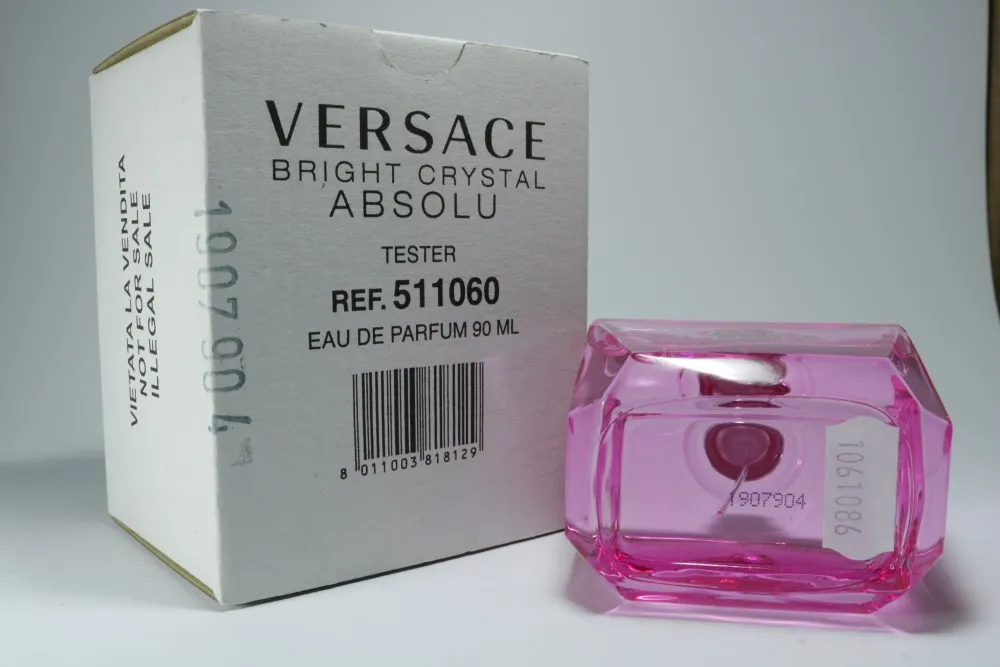 VIETATA LA VENDITA
NOT FOR SALE
ILLEGAL SALE
1907904
VERSACE
BRIGHT CRYSTAL
ABSOLU
TESTER
REF. 511060
EAU DE PARFUM 90 ML
8 011003 818129
1907904
1061086